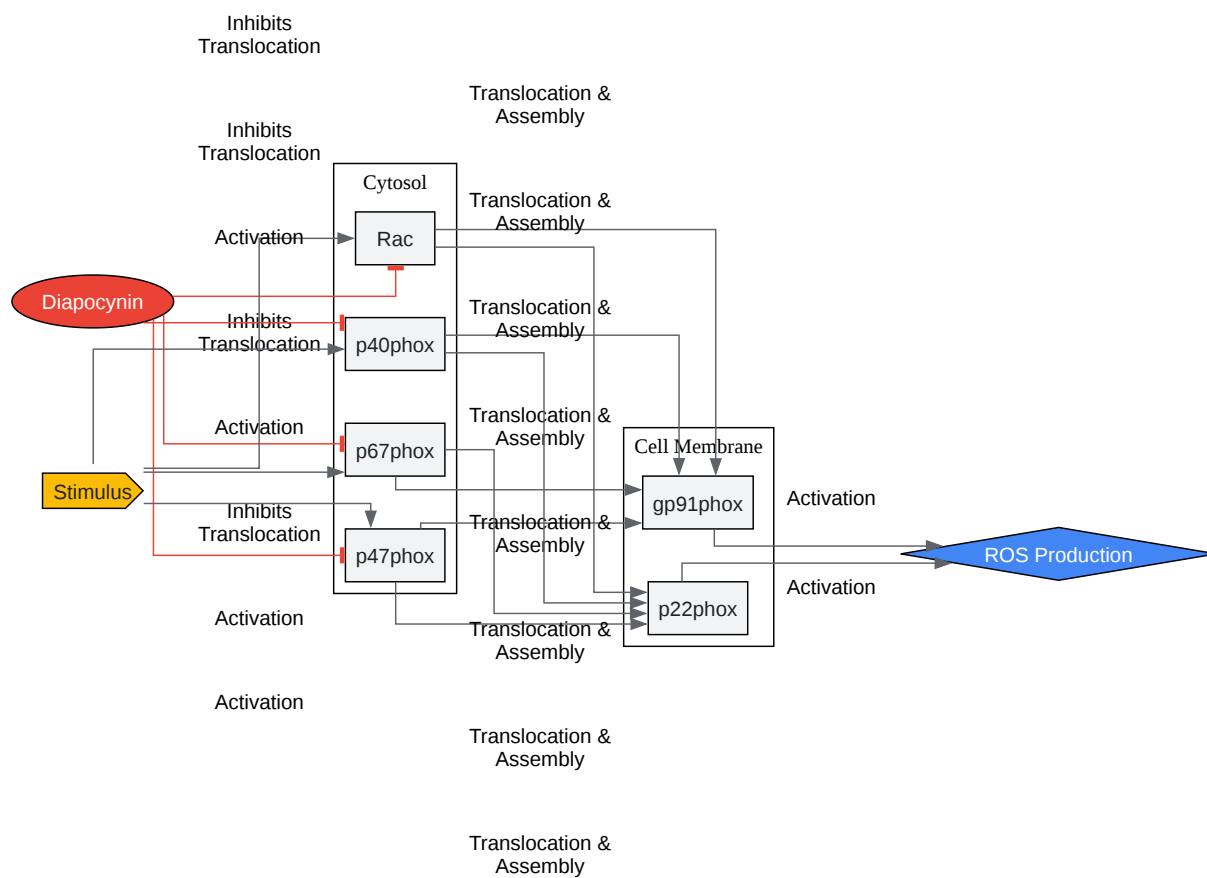 Inhibits
Translocation
Translocation &
Assembly
Inhibits
Translocation
Cytosol
Translocation &
Assembly
Activation
Rac
Diapocynin
Inhibits
Translocation
p40phox
Translocation &
Assembly
Activation
p67phox
Translocation &
Assembly
Cell Membrane
Stimulus
gp91phox
Activation
Inhibits
Translocation
p47phox
Translocation &
Assembly
ROS Production
Activation
p22phox
Activation
Translocation &
Assembly
Activation
Translocation &
Assembly
Translocation &
Assembly